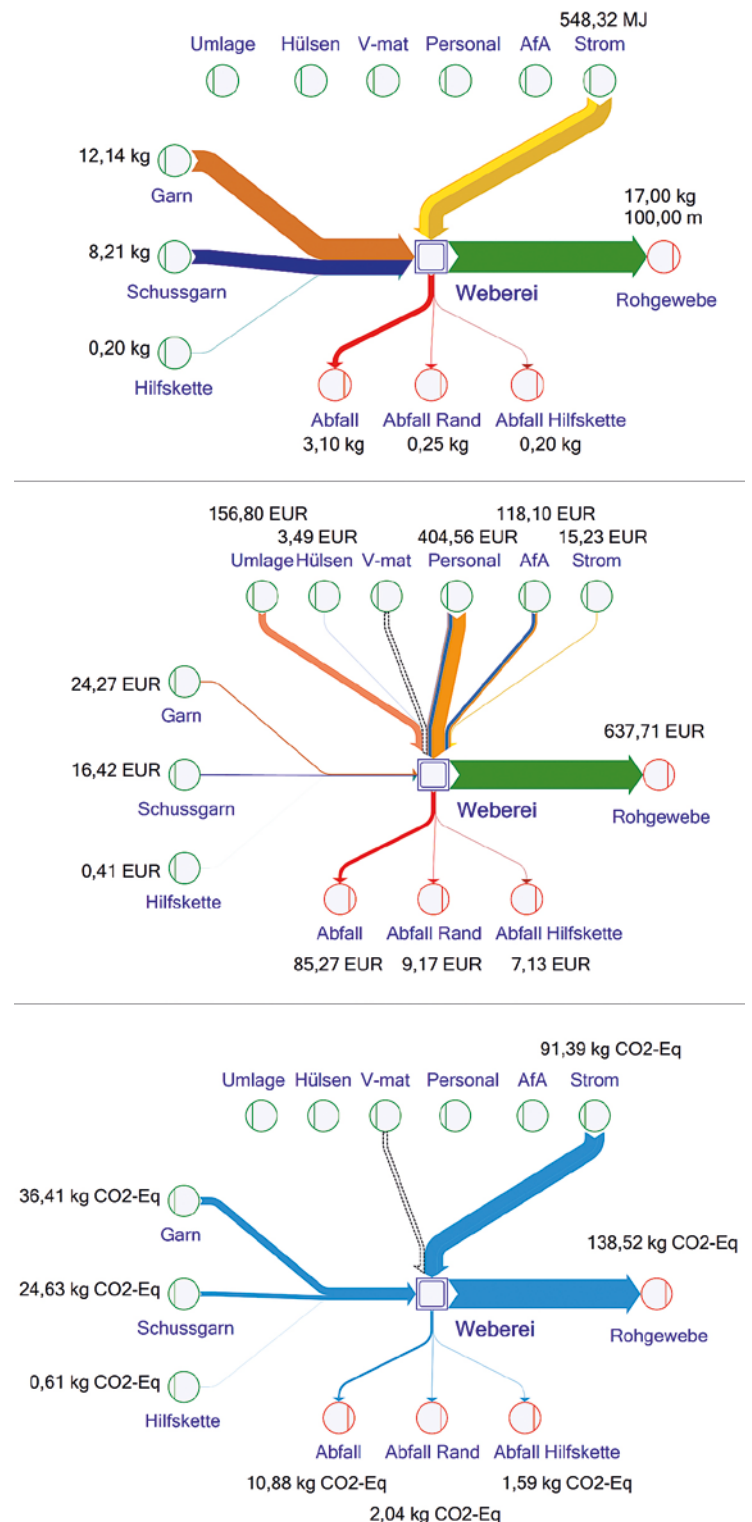 548,32 MJ
Umlage Hülsen V-mat Personal AfA Strom
12,14 kg
Garn
17,00 kg
100,00 m
8,21 kg
Schussgarn
Weberei
Rohgewebe
0,20 kg
Hilfskette
Abfall Abfall Rand Abfall Hilfskette
3,10 kg 0,25 kg 0,20 kg
156,80 EUR 118,10 EUR
3,49 EUR 404,56 EUR 15,23 EUR
Umlage Hülsen V-mat Personal AfA Strom
24,27 EUR
Garn
637,71 EUR
16,42 EUR
Schussgarn
Weberei
Rohgewebe
0,41 EUR
Hilfskette
Abfall Abfall Rand Abfall Hilfskette
85,27 EUR 9,17 EUR 7,13 EUR
91,39 kg CO2-Eq
Umlage Hülsen V-mat Personal AfA Strom
36,41 kg CO2-Eq
Garn
138,52 kg CO2-Eq
24,63 kg CO2-Eq
Schussgarn
Weberei
Rohgewebe
0,61 kg CO2-Eq
Hilfskette
Abfall Abfall Rand Abfall Hilfskette
10,88 kg CO2-Eq 1,59 kg CO2-Eq
2,04 kg CO2-Eq